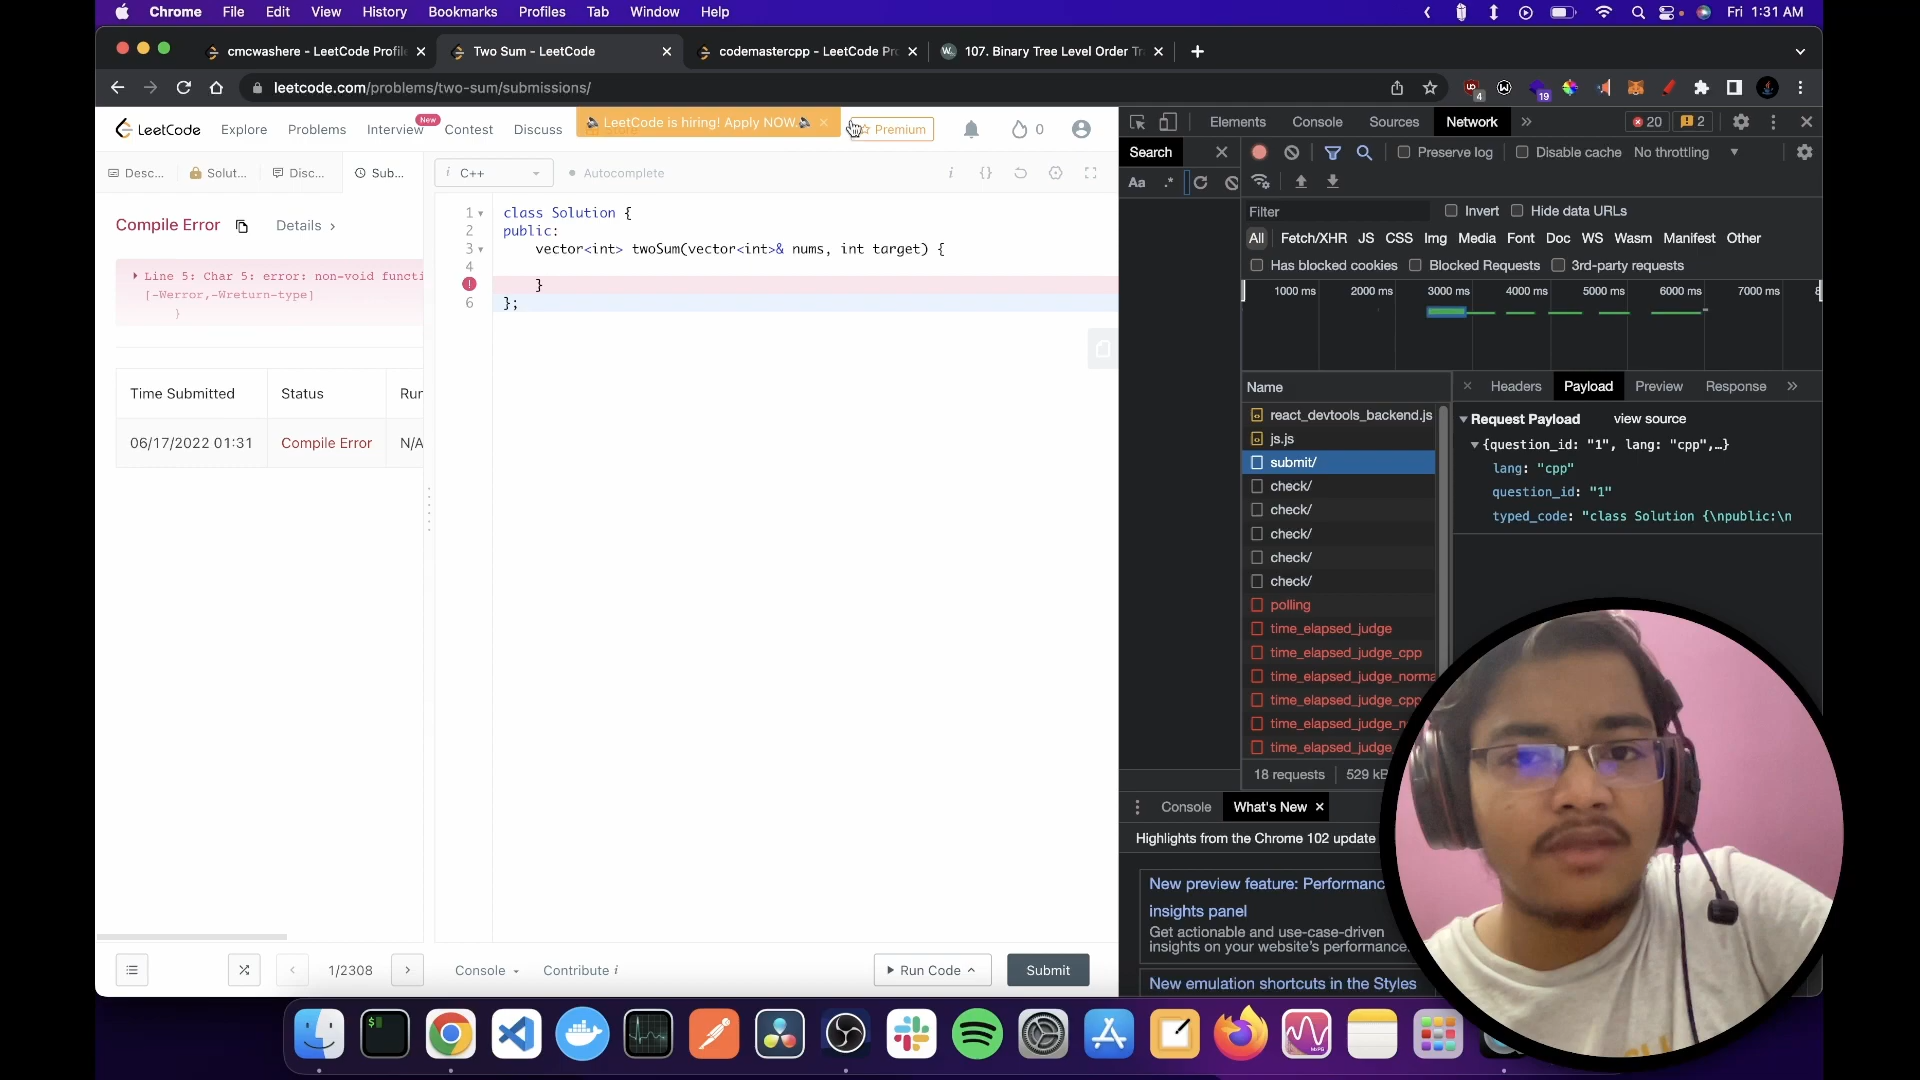 Chrome File Edit View History Bookmarks Profiles Tab Window Help Fri 1:31 AM
cmcwashere - LeetCode Profile
Two Sum - LeetCode
codemastercpp - LeetCode Pr
107. Binary Tree Level Order Tr
leetcode.com/problems/two-sum/submissions/
4
19
LeetCode Explore Problems Interview New Contest Discuss
LeetCode is hiring! Apply NOW.
Premium
0
Desc... Solut... Disc... Sub...
i C++ Autocomplete
Compile Error Details >
Line 5: Char 5: error: non-void functi
[-Werror,-Wreturn-type]
}
Time Submitted Status Run
06/17/2022 01:31 Compile Error N/A
1 class Solution {
2 public:
3 vector<int> twoSum(vector<int>& nums, int target) {
4
}
6 };
1/2308
Console Contribute i
Run Code
Submit
Elements Console Sources Network » 20 2
Search
Aa .*
Preserve log Disable cache No throttling
Filter Invert Hide data URLs
All Fetch/XHR JS CSS Img Media Font Doc WS Wasm Manifest Other
Has blocked cookies Blocked Requests 3rd-party requests
1000 ms 2000 ms 3000 ms 4000 ms 5000 ms 6000 ms 7000 ms 8
Name
react_devtools_backend.js
js.js
submit/
check/
check/
check/
check/
check/
polling
time_elapsed_judge
time_elapsed_judge_cpp
time_elapsed_judge_norma
time_elapsed_judge_cpp
time_elapsed_judge_n
time_elapsed_judge_
18 requests 529 kB
Headers Payload Preview Response »
Request Payload view source
{question_id: "1", lang: "cpp",…}
lang: "cpp"
question_id: "1"
typed_code: "class Solution {\npublic:\n
Console What's New
Highlights from the Chrome 102 update
New preview feature: Performanc
insights panel
Get actionable and use-case-driven
insights on your website's performance.
New emulation shortcuts in the Styles